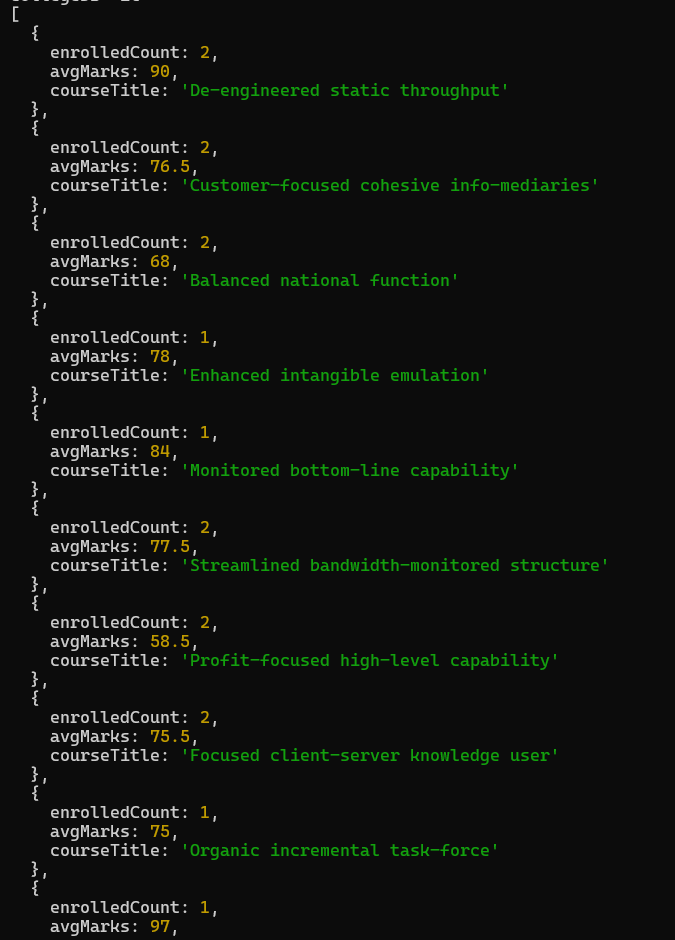 [
  {
    enrolledCount: 2,
    avgMarks: 90,
    courseTitle: 'De-engineered static throughput'
  },
  {
    enrolledCount: 2,
    avgMarks: 76.5,
    courseTitle: 'Customer-focused cohesive info-mediaries'
  },
  {
    enrolledCount: 2,
    avgMarks: 68,
    courseTitle: 'Balanced national function'
  },
  {
    enrolledCount: 1,
    avgMarks: 78,
    courseTitle: 'Enhanced intangible emulation'
  },
  {
    enrolledCount: 1,
    avgMarks: 84,
    courseTitle: 'Monitored bottom-line capability'
  },
  {
    enrolledCount: 2,
    avgMarks: 77.5,
    courseTitle: 'Streamlined bandwidth-monitored structure'
  },
  {
    enrolledCount: 2,
    avgMarks: 58.5,
    courseTitle: 'Profit-focused high-level capability'
  },
  {
    enrolledCount: 2,
    avgMarks: 75.5,
    courseTitle: 'Focused client-server knowledge user'
  },
  {
    enrolledCount: 1,
    avgMarks: 75,
    courseTitle: 'Organic incremental task-force'
  },
  {
    enrolledCount: 1,
    avgMarks: 97,